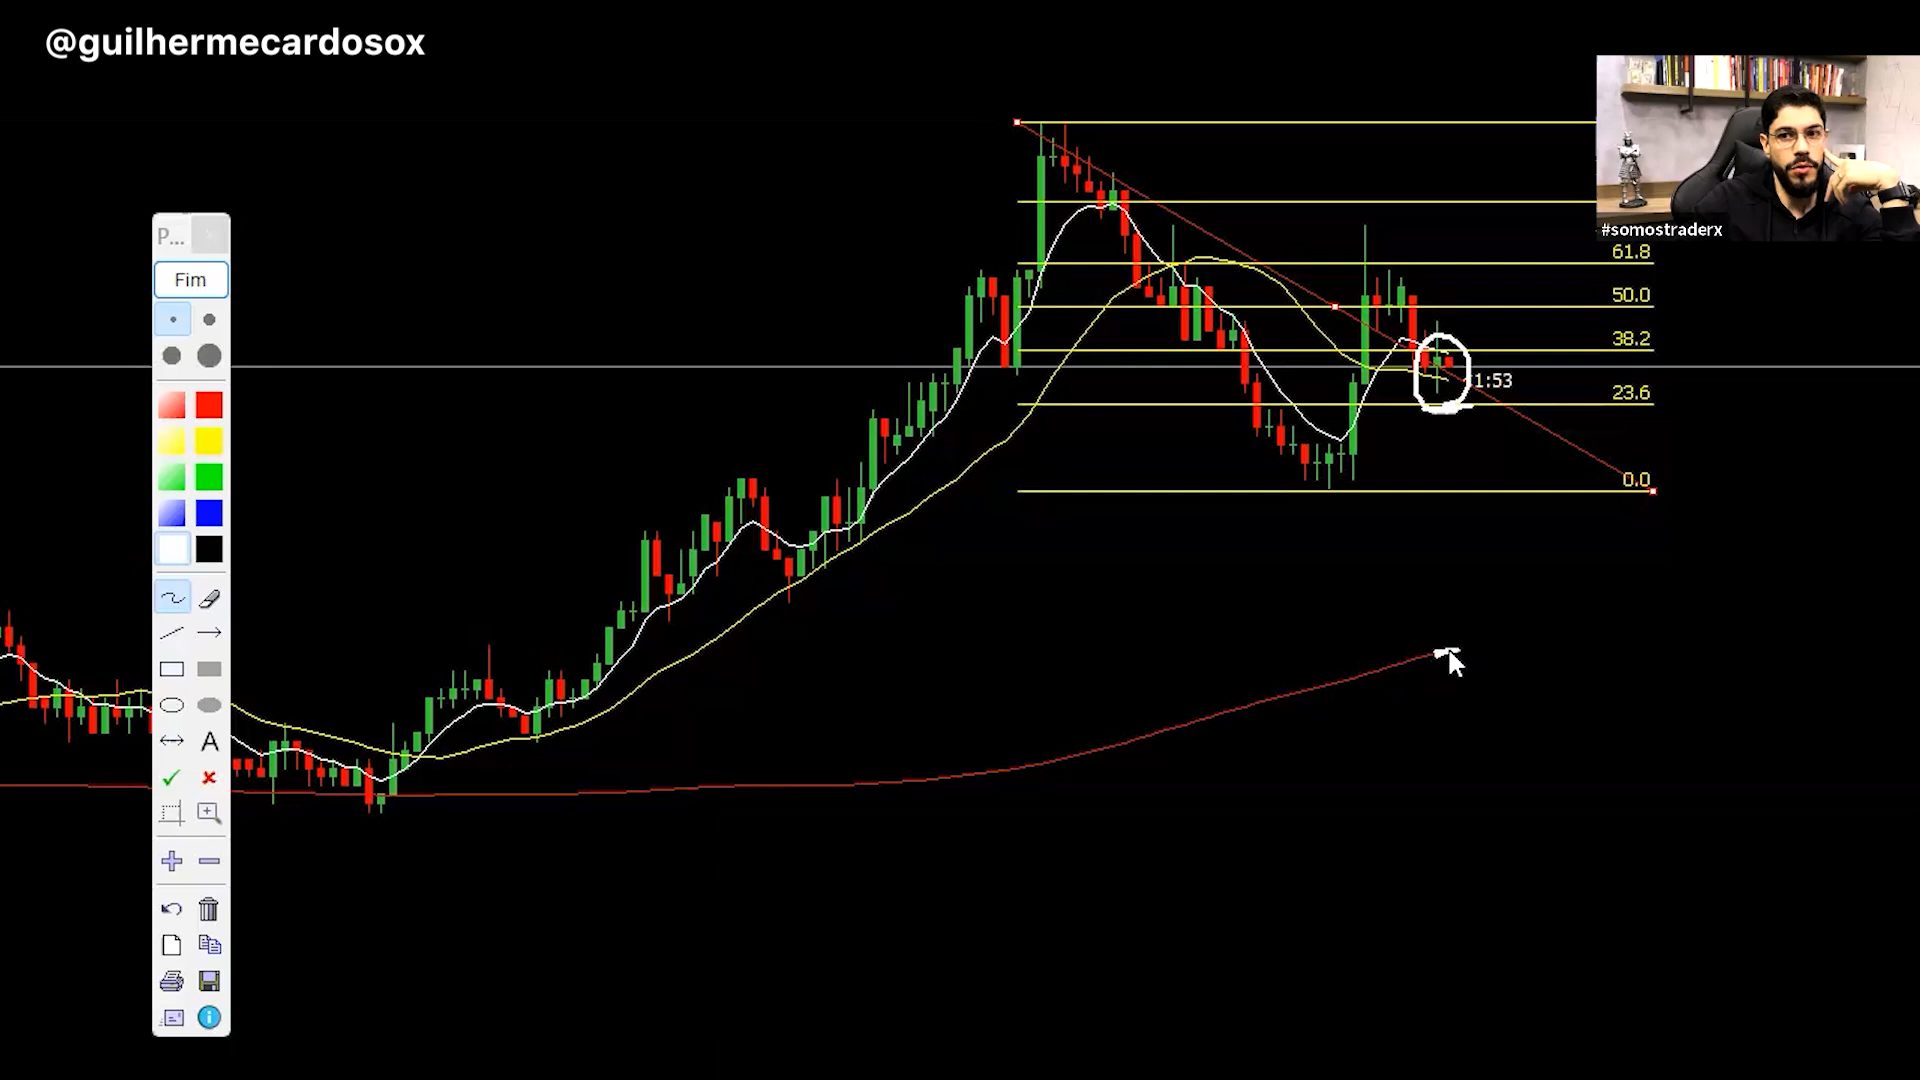 @guilhermecardosox
#somostraderx
P...
Fim
61.8
50.0
38.2
1:53
23.6
0.0
A